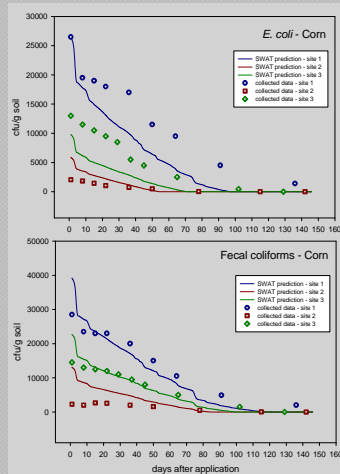 E. coli - Corn
SWAT prediction - site 1
SWAT prediction - site 2
SWAT prediction - site 3
collected data - site 1
collected data - site 2
collected data - site 3
cfu/g soil
30000
25000
20000
15000
10000
5000
0
0 10 20 30 40 50 60 70 80 90 100 110 120 130 140 150 160
Fecal coliforms - Corn
SWAT prediction - site 1
SWAT prediction - site 2
SWAT prediction - site 3
collected data - site 1
collected data - site 2
collected data - site 3
cfu/g soil
50000
40000
30000
20000
10000
0
0 10 20 30 40 50 60 70 80 90 100 110 120 130 140 150 160
days after application